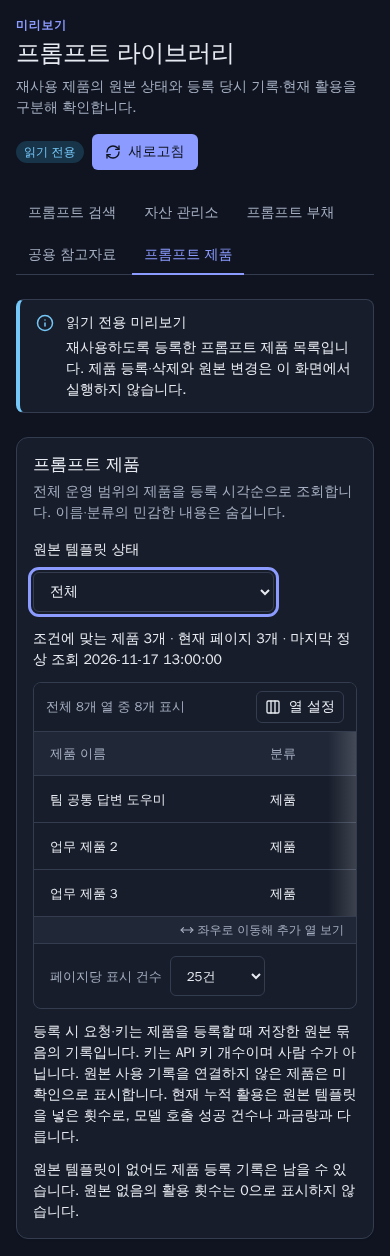 미리보기
프롬프트 라이브러리
재사용 제품의 원본 상태와 등록 당시 기록·현재 활용을
구분해 확인합니다.
읽기 전용
새로고침
프롬프트 검색 자산 관리소 프롬프트 부채
공용 참고자료 프롬프트 제품
읽기 전용 미리보기
재사용하도록 등록한 프롬프트 제품 목록입니
다. 제품 등록·삭제와 원본 변경은 이 화면에서
실행하지 않습니다.
프롬프트 제품
전체 운영 범위의 제품을 등록 시각순으로 조회합니
다. 이름·분류의 민감한 내용은 숨깁니다.
원본 템플릿 상태
전체
조건에 맞는 제품 3개 · 현재 페이지 3개 · 마지막 정
상 조회 2026-11-17 13:00:00
전체 8개 열 중 8개 표시 열 설정
제품 이름 분류
팀 공통 답변 도우미 제품
업무 제품 2 제품
업무 제품 3 제품
좌우로 이동해 추가 열 보기
페이지당 표시 건수 25건
등록 시 요청·키는 제품을 등록할 때 저장한 원본 묶
음의 기록입니다. 키는 API 키 개수이며 사람 수가 아
닙니다. 원본 사용 기록을 연결하지 않은 제품은 미
확인으로 표시합니다. 현재 누적 활용은 원본 템플릿
을 넣은 횟수로, 모델 호출 성공 건수나 과금량과 다
릅니다.
원본 템플릿이 없어도 제품 등록 기록은 남을 수 있
습니다. 원본 없음의 활용 횟수는 0으로 표시하지 않
습니다.